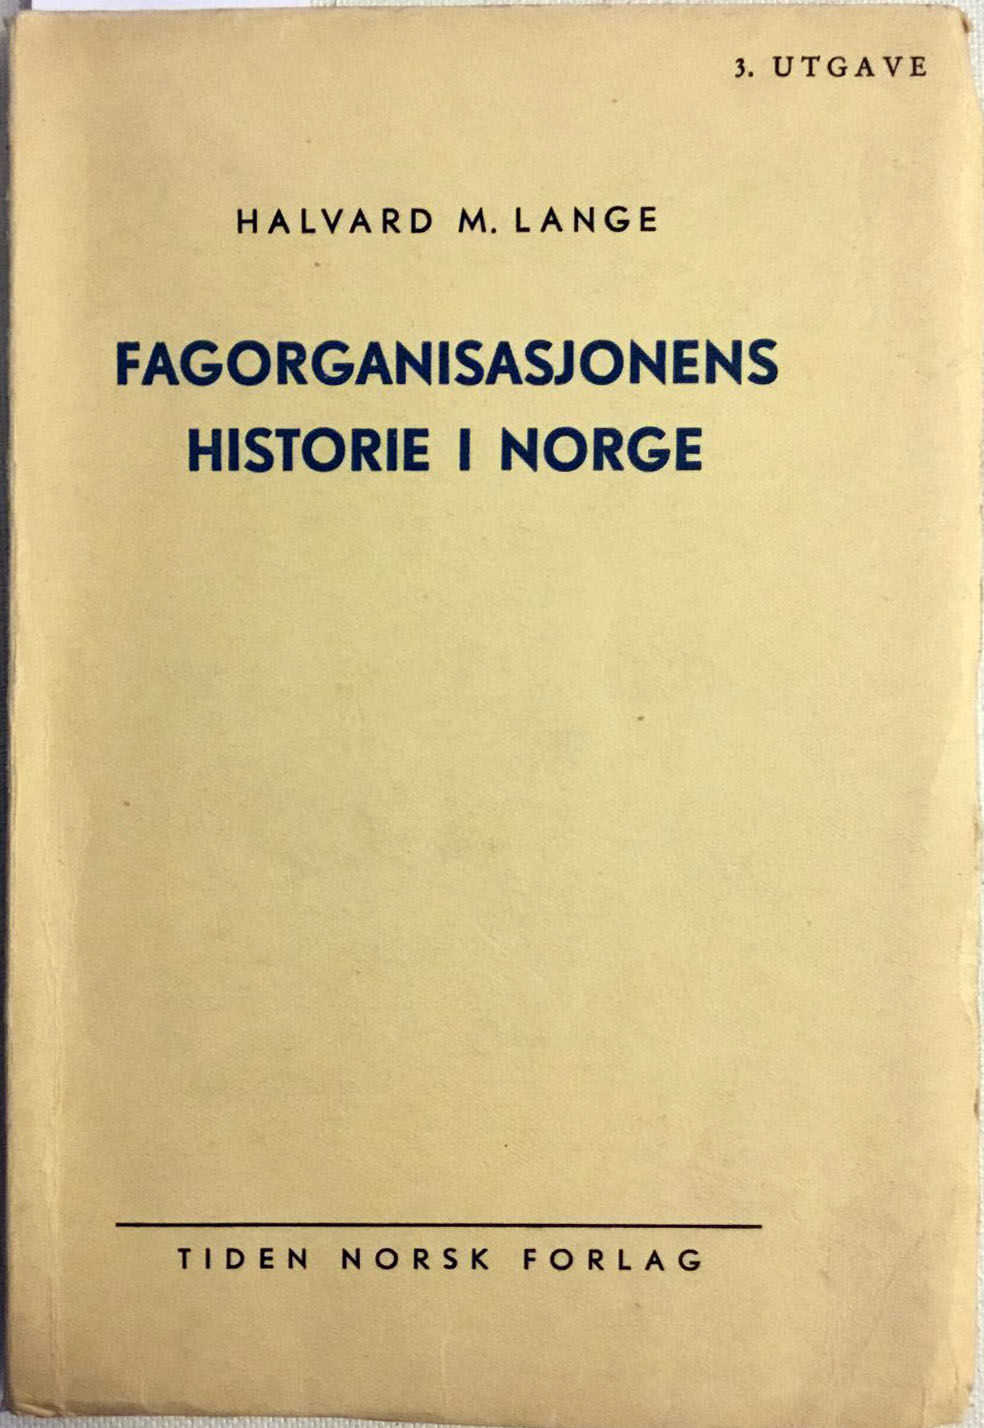 3. UTGAVE
HALVARD M. LANGE
FAGORGANISASJONENS
HISTORIE I NORGE
TIDEN NORSK FORLAG